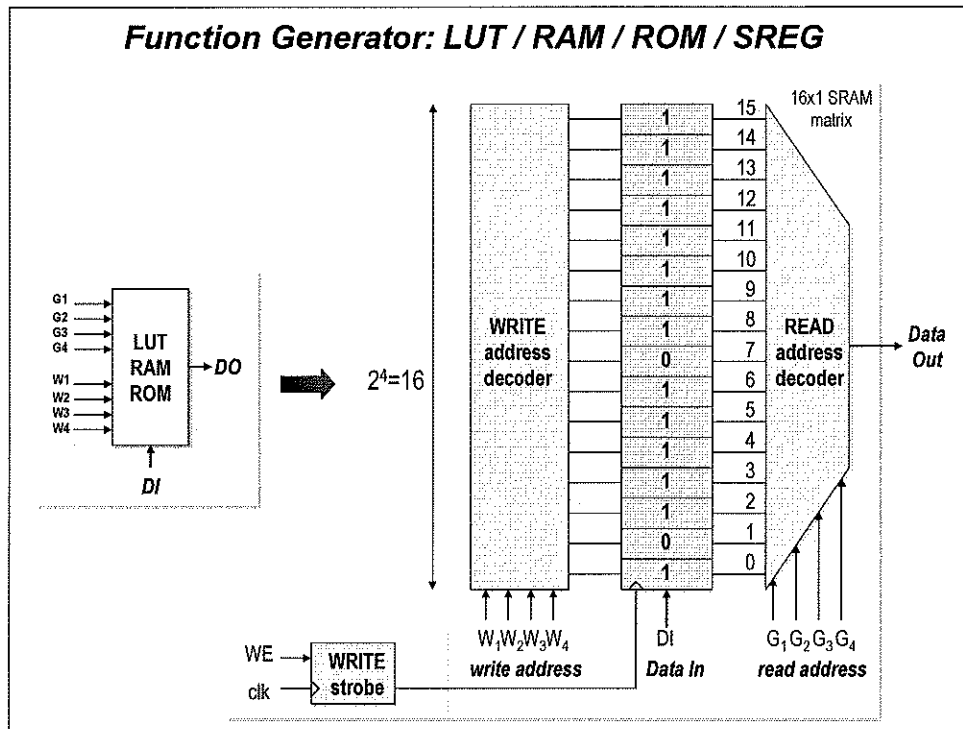 Function Generator: LUT / RAM / ROM / SREG
16x1 SRAM
matrix
G1
G2
G3
G4
W1
W2
W3
W4
LUT
RAM
ROM
DO
DI
2⁴=16
WRITE
address
decoder
1
1
1
1
1
1
1
1
0
1
1
1
1
1
0
1
15
14
13
12
11
10
9
8
7
6
5
4
3
2
1
0
READ
address
decoder
Data
Out
W₁W₂W₃W₄
write address
DI
Data In
G₁G₂G₃G₄
read address
WE
clk
WRITE
strobe